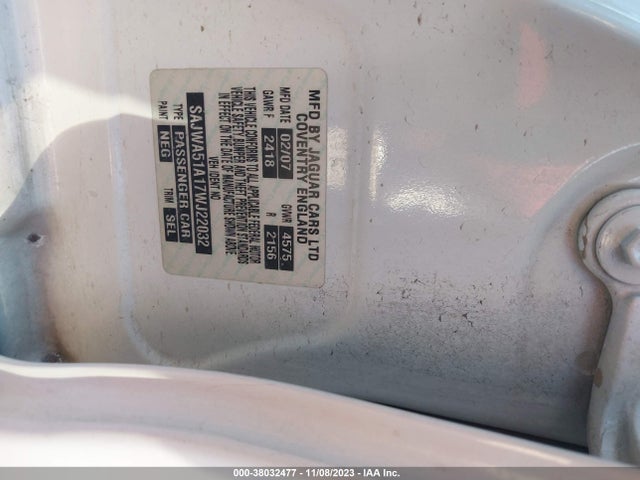 MFD BY JAGUAR CARS LTD
COVENTRY ENGLAND
MFD DATE 02/07 GVWR 4575.
GAWR F 2418 R 2156
THIS VEHICLE CONFORMS TO ALL APPLICABLE FEDERAL MOTOR
VEHICLE SAFETY BUMPER AND THEFT PREVENTION STANDARDS
IN EFFECT ON THE DATE OF MANUFACTURE SHOWN ABOVE
VEH IDENT NO
SAJWA51A17WJ22032
TYPE PASSENGER CAR
PAINT NEG TRIM SEL
000-38032477 - 11/08/2023 - IAA Inc.